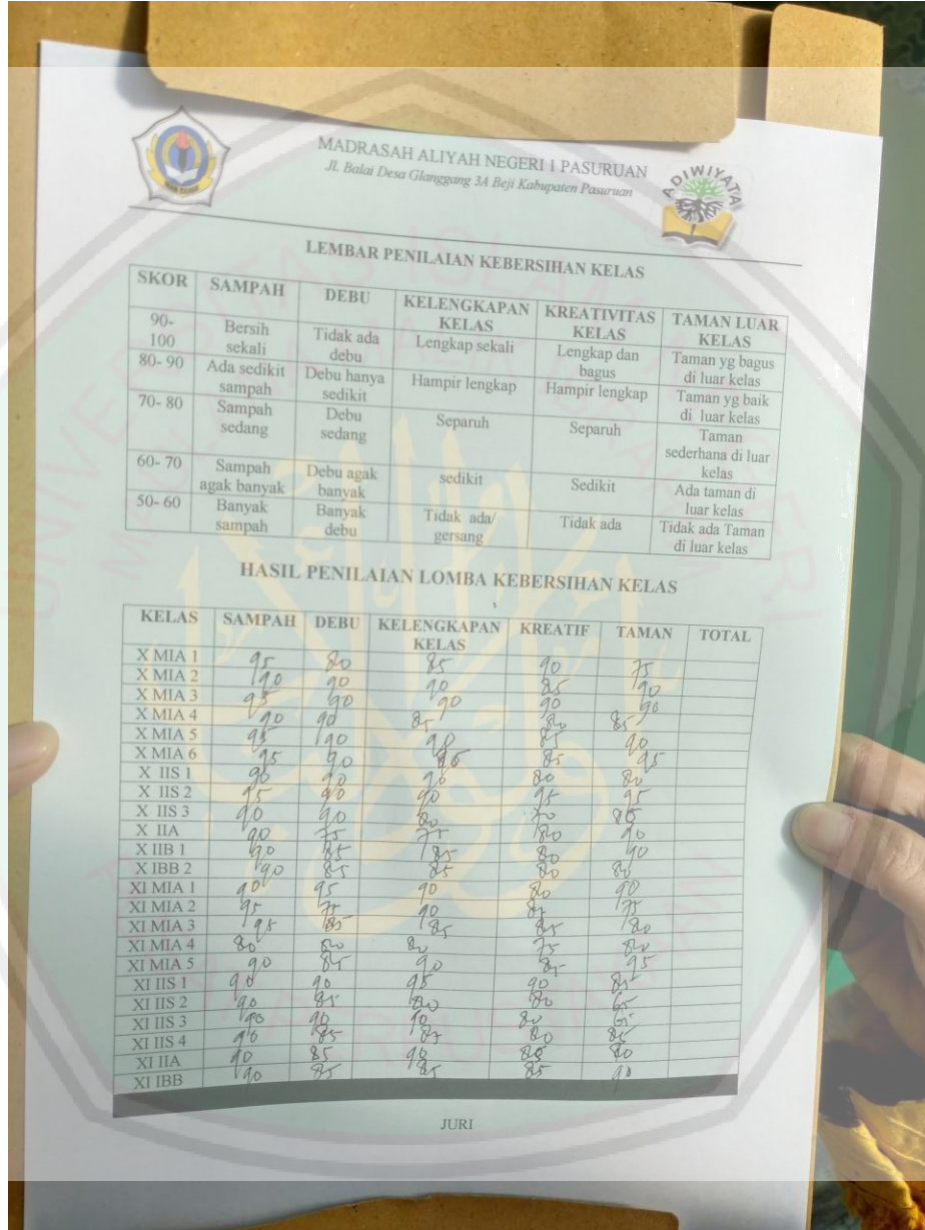 MADRASAH ALIYAH NEGERI 1 PASURUAN
Jl. Balai Desa Glanggang 3A Beji Kabupaten Pasuruan
ADIWIYATA
LEMBAR PENILAIAN KEBERSIHAN KELAS
SKOR SAMPAH DEBU KELENGKAPAN KELAS KREATIVITAS KELAS TAMAN LUAR KELAS
90-100 Bersih sekali Tidak ada debu Lengkap sekali Lengkap dan bagus Taman yg bagus di luar kelas
80- 90 Ada sedikit sampah Debu hanya sedikit Hampir lengkap Hampir lengkap Taman yg baik di luar kelas
70- 80 Sampah sedang Debu sedang Separuh Separuh Taman sederhana di luar kelas
60- 70 Sampah agak banyak Debu agak banyak sedikit Sedikit Ada taman di luar kelas
50- 60 Banyak sampah Banyak debu Tidak ada/ gersang Tidak ada Tidak ada Taman di luar kelas
HASIL PENILAIAN LOMBA KEBERSIHAN KELAS
KELAS SAMPAH DEBU KELENGKAPAN KELAS KREATIF TAMAN TOTAL
X MIA 1 95 80 85 90 75
X MIA 2 90 90 90 85 90
X MIA 3 95 90 90 90 90
X MIA 4 90 90 85 80 85
X MIA 5 95 90 90 85 90
X MIA 6 95 90 85 95
X IIS 1 90 90 90 80 80
X IIS 2 95 90 90 95 95
X IIS 3 90 90 80 70 80
X IIA 90 75 75 80 90
X IIB 1 90 85 85 80 90
X IBB 2 90 85 85 80 80
XI MIA 1 90 95 90 80 90
XI MIA 2 95 75 90 85 75
XI MIA 3 95 85 85 85 80
XI MIA 4 80 80 80 75 80
XI MIA 5 90 85 90 85 95
XI IIS 1 90 90 95 90 85
XI IIS 2 90 85 80 80 65
XI IIS 3 90 90 90 80 65
XI IIS 4 90 85 85 80 85
XI IIA 90 85 90 85 80
XI IBB 90 85 85 85 90
JURI